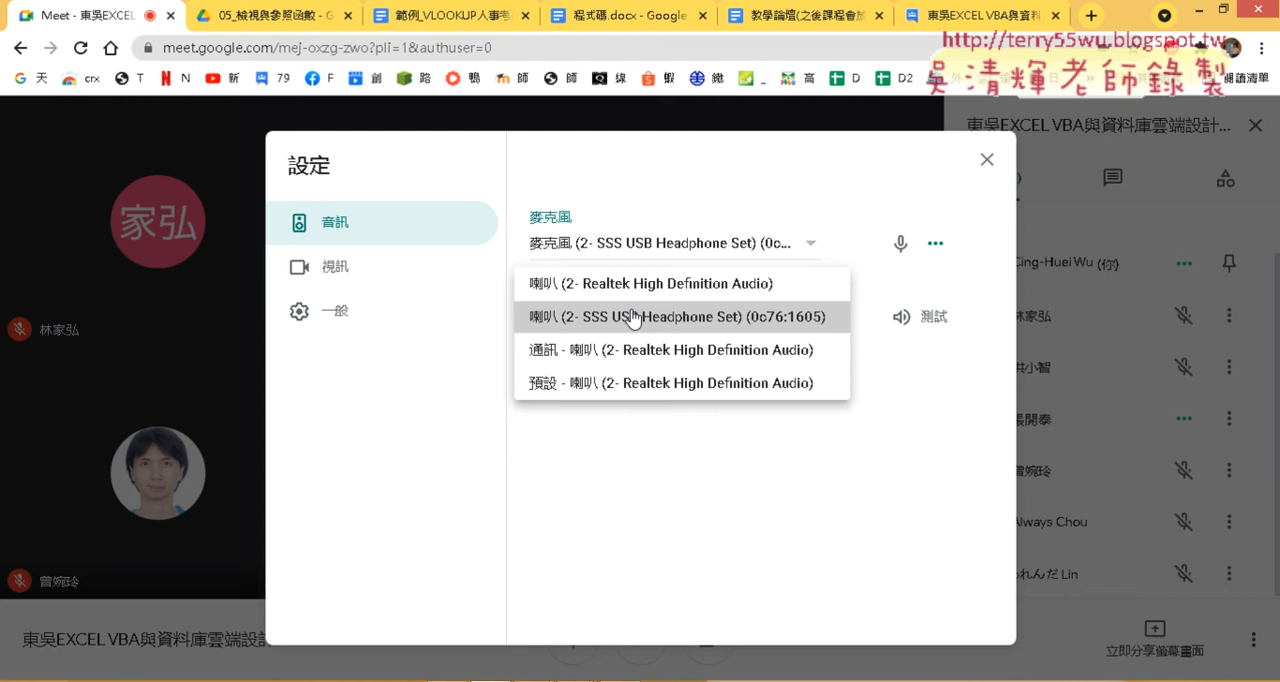 Meet - 東吳EXCEL
05_檢視與參照函數 - G
範例_VLOOKUP人事考
程式碼.docx - Google
教學論壇(之後課程會放
東吳EXCEL VBA與資料
meet.google.com/mej-oxzg-zwo?pli=1&authuser=0
http://terry55wu.blogspot.tw
吳清輝老師錄製
天
crx
T
N
新
79
F
創
路
鴨
師
師
線
蝦
高
D
D2
外
日
閱讀清單
東吳EXCEL VBA與資料庫雲端設計...
設定
音訊
視訊
一般
麥克風
麥克風 (2- SSS USB Headphone Set) (0c...
喇叭 (2- Realtek High Definition Audio)
喇叭 (2- SSS USB Headphone Set) (0c76:1605)
通訊 - 喇叭 (2- Realtek High Definition Audio)
預設 - 喇叭 (2- Realtek High Definition Audio)
測試
家弘
林家弘
曾婉玲
Cing-Huei Wu (你)
林家弘
洪小智
張開泰
曾婉玲
Always Chou
れんだ Lin
東吳EXCEL VBA與資料庫雲端設計
立即分享螢幕畫面